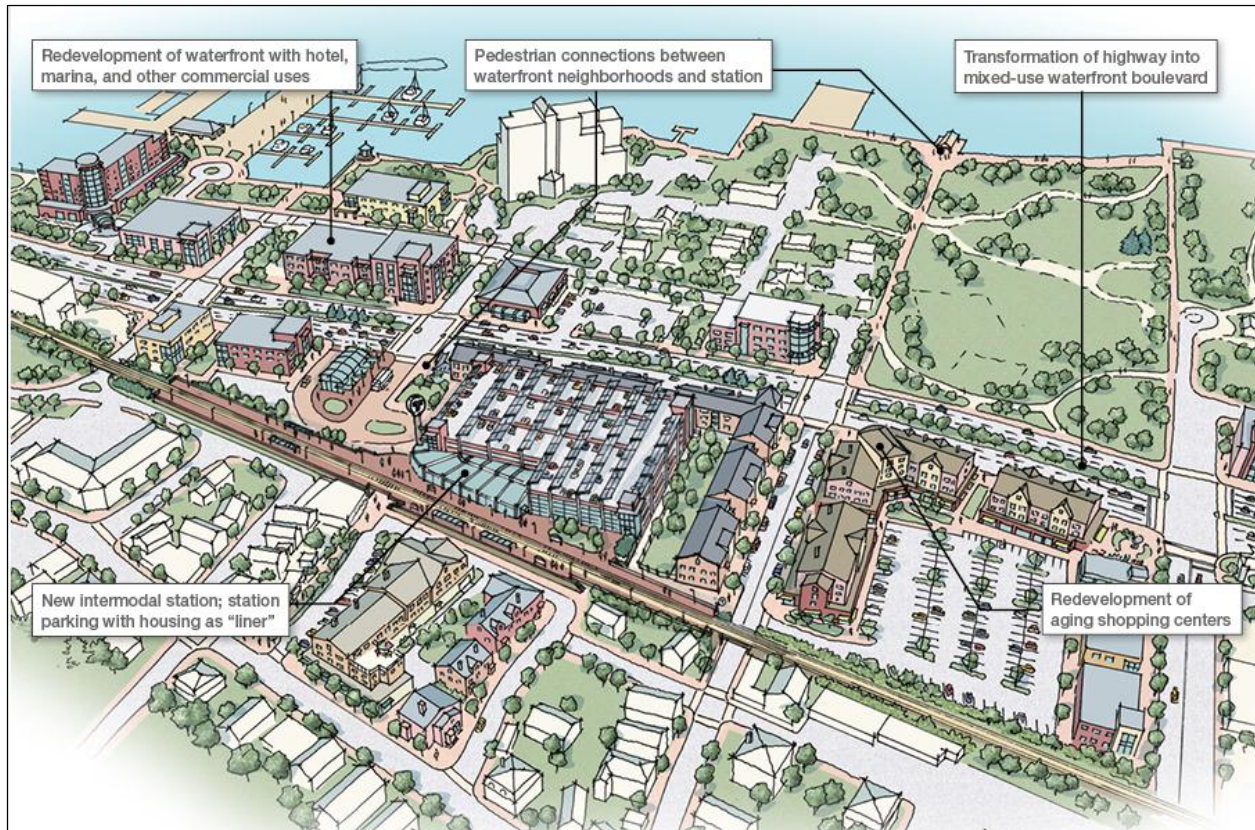 Redevelopment of waterfront with hotel,
marina, and other commercial uses
Pedestrian connections between
waterfront neighborhoods and station
Transformation of highway into
mixed-use waterfront boulevard
New intermodal station; station
parking with housing as “liner”
Redevelopment of
aging shopping centers